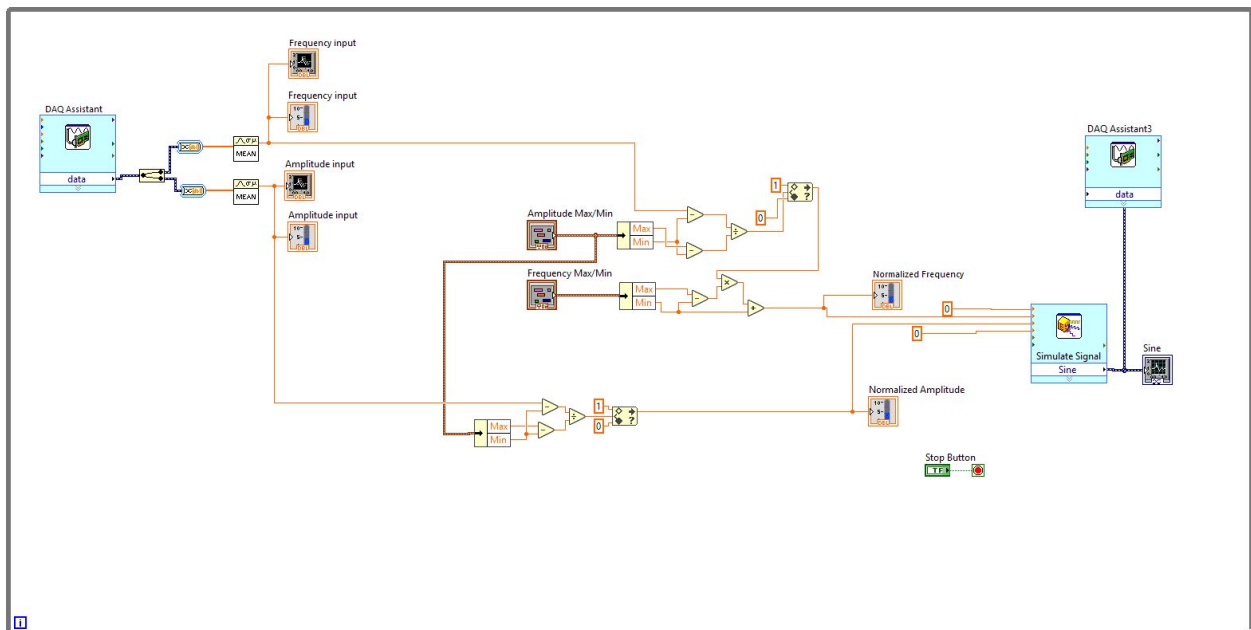 Frequency input
Frequency input
DAQ Assistant
data
MEAN
MEAN
Amplitude input
Amplitude input
Amplitude Max/Min
Max
Min
1
0
Frequency Max/Min
Max
Min
Normalized Frequency
0
0
DAQ Assistant3
data
Simulate Signal
Sine
Sine
Normalized Amplitude
Max
Min
1
0
Stop Button
TF
i